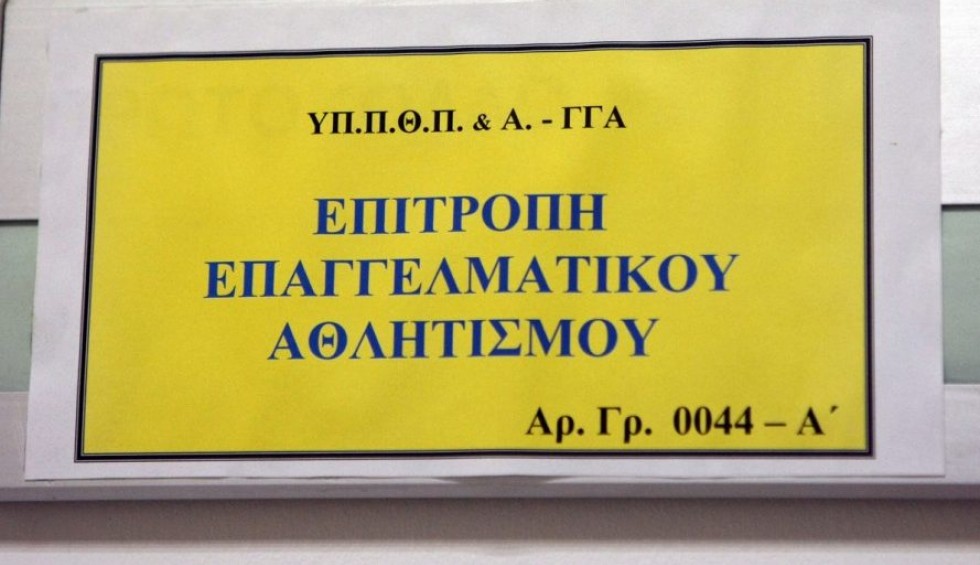 ΥΠ.Π.Θ.Π. & Α. - ΓΓΑ
ΕΠΙΤΡΟΠΗ
ΕΠΑΓΓΕΛΜΑΤΙΚΟΥ
ΑΘΛΗΤΙΣΜΟΥ
Αρ. Γρ. 0044 – Α΄